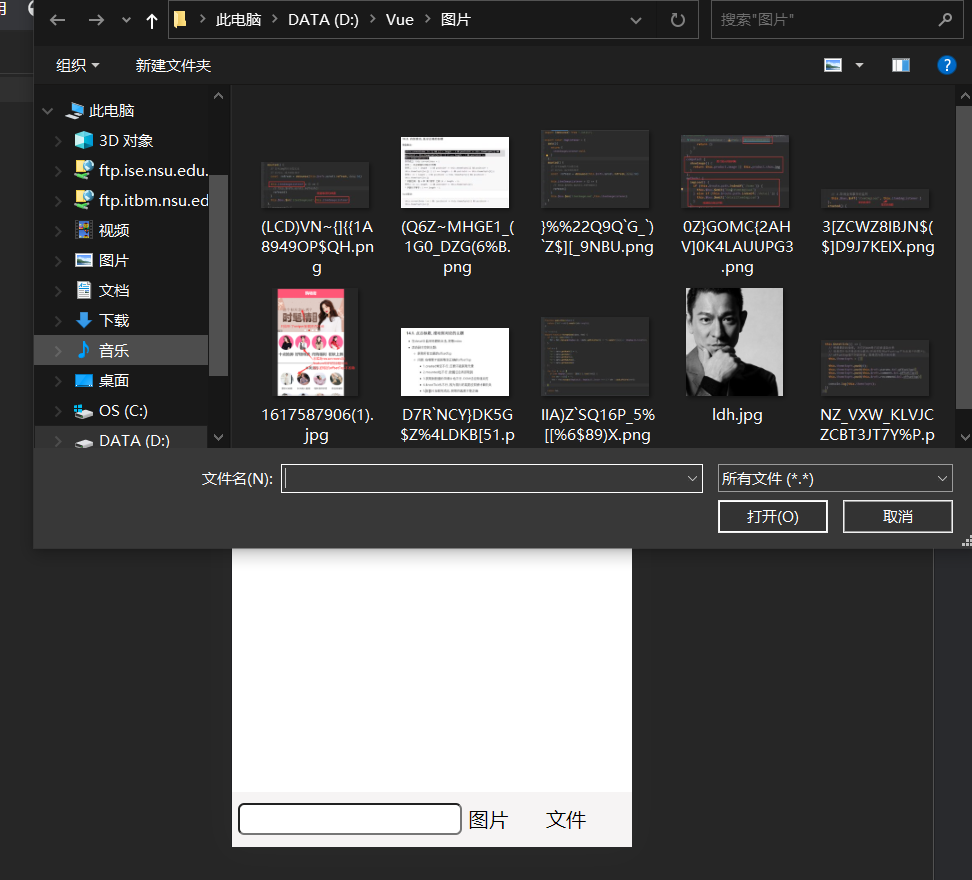 此电脑 DATA (D:) Vue 图片
搜索"图片"
组织 新建文件夹
此电脑
3D 对象
ftp.ise.nsu.edu.
ftp.itbm.nsu.ed
视频
图片
文档
下载
音乐
桌面
OS (C:)
DATA (D:)
(LCD)VN~{]{{1A
8949OP$QH.pn
g
(Q6Z~MHGE1_(
1G0_DZG(6%B.
png
}%%22Q9Q`G_`)
`Z$][_9NBU.png
0Z}GOMC{2AH
V]0K4LAUUPG3
.png
3[ZCWZ8IBJN$(
$]D9J7KEIX.png
1617587906(1).
jpg
D7R`NCY}DK5G
$Z%4LDKB[51.p
IIA)Z`SQ16P_5%
[[%6$89)X.png
ldh.jpg
NZ_VXW_KLVJC
ZCBT3JT7Y%P.p
文件名(N):
所有文件 (*.*)
打开(O)
取消
图片
文件